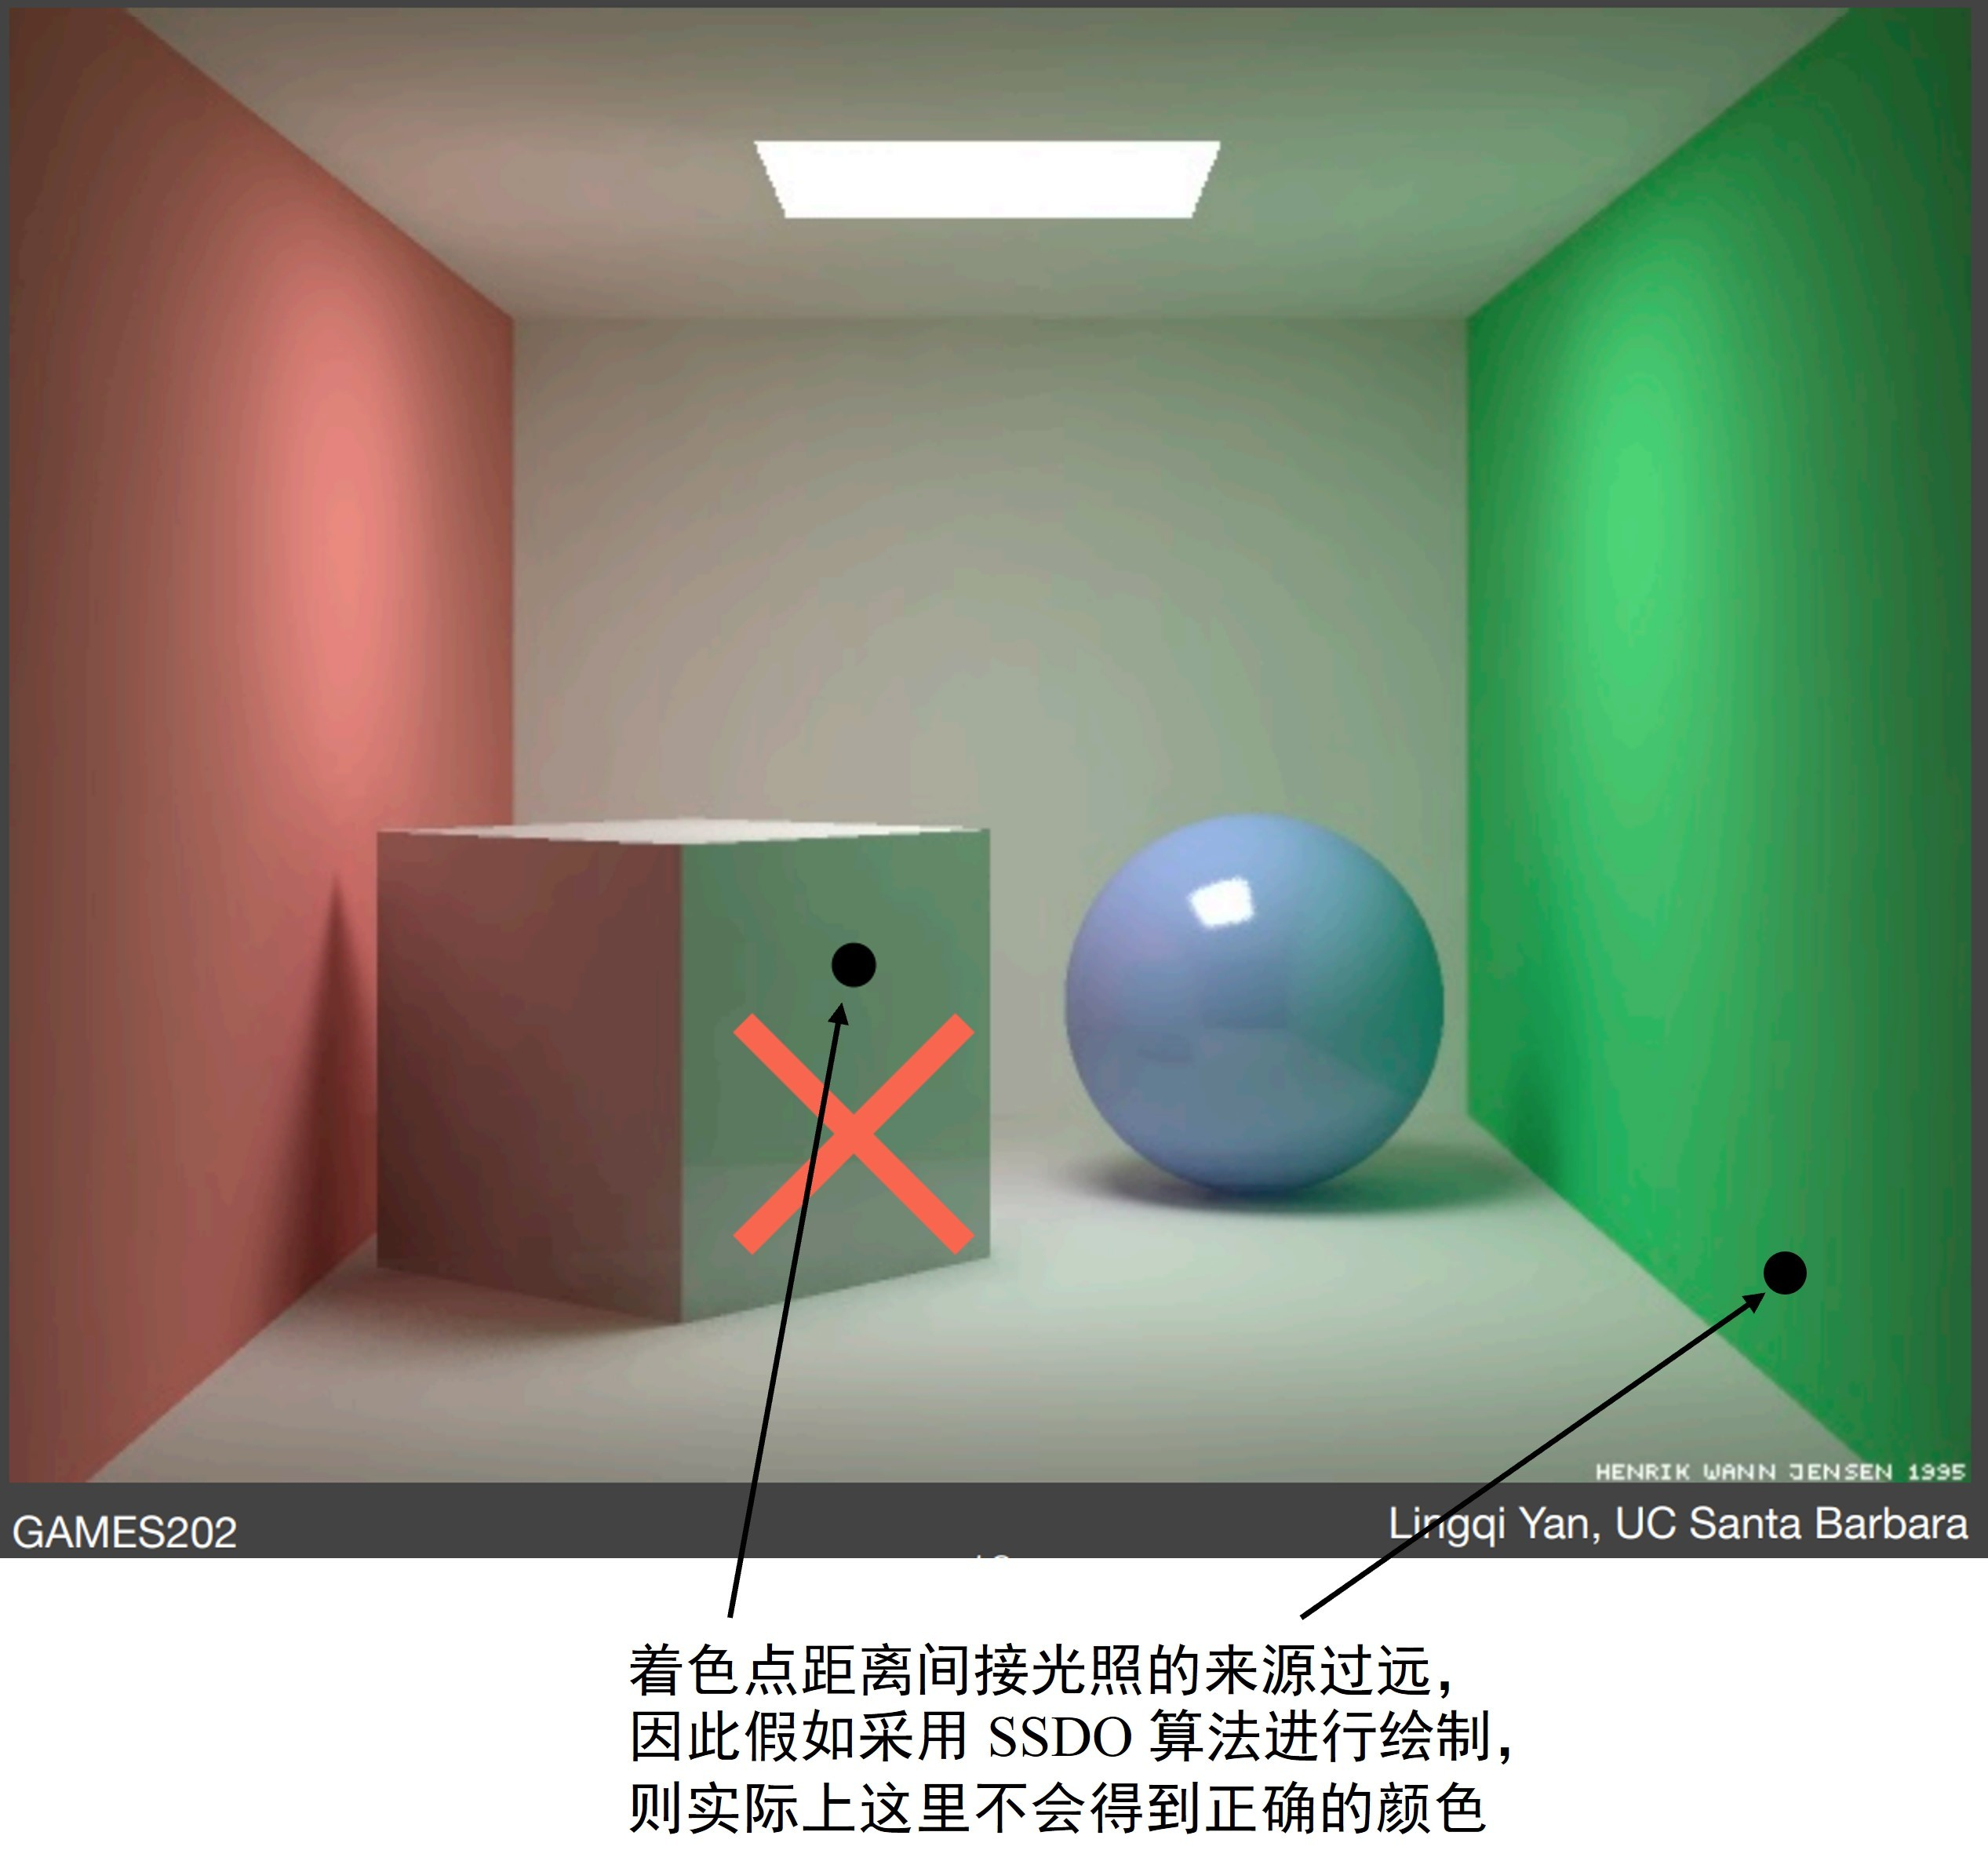 HENRIK WANN JENSEN 1995
GAMES202
Lingqi Yan, UC Santa Barbara
着色点距离间接光照的来源过远，
因此假如采用 SSDO 算法进行绘制，
则实际上这里不会得到正确的颜色